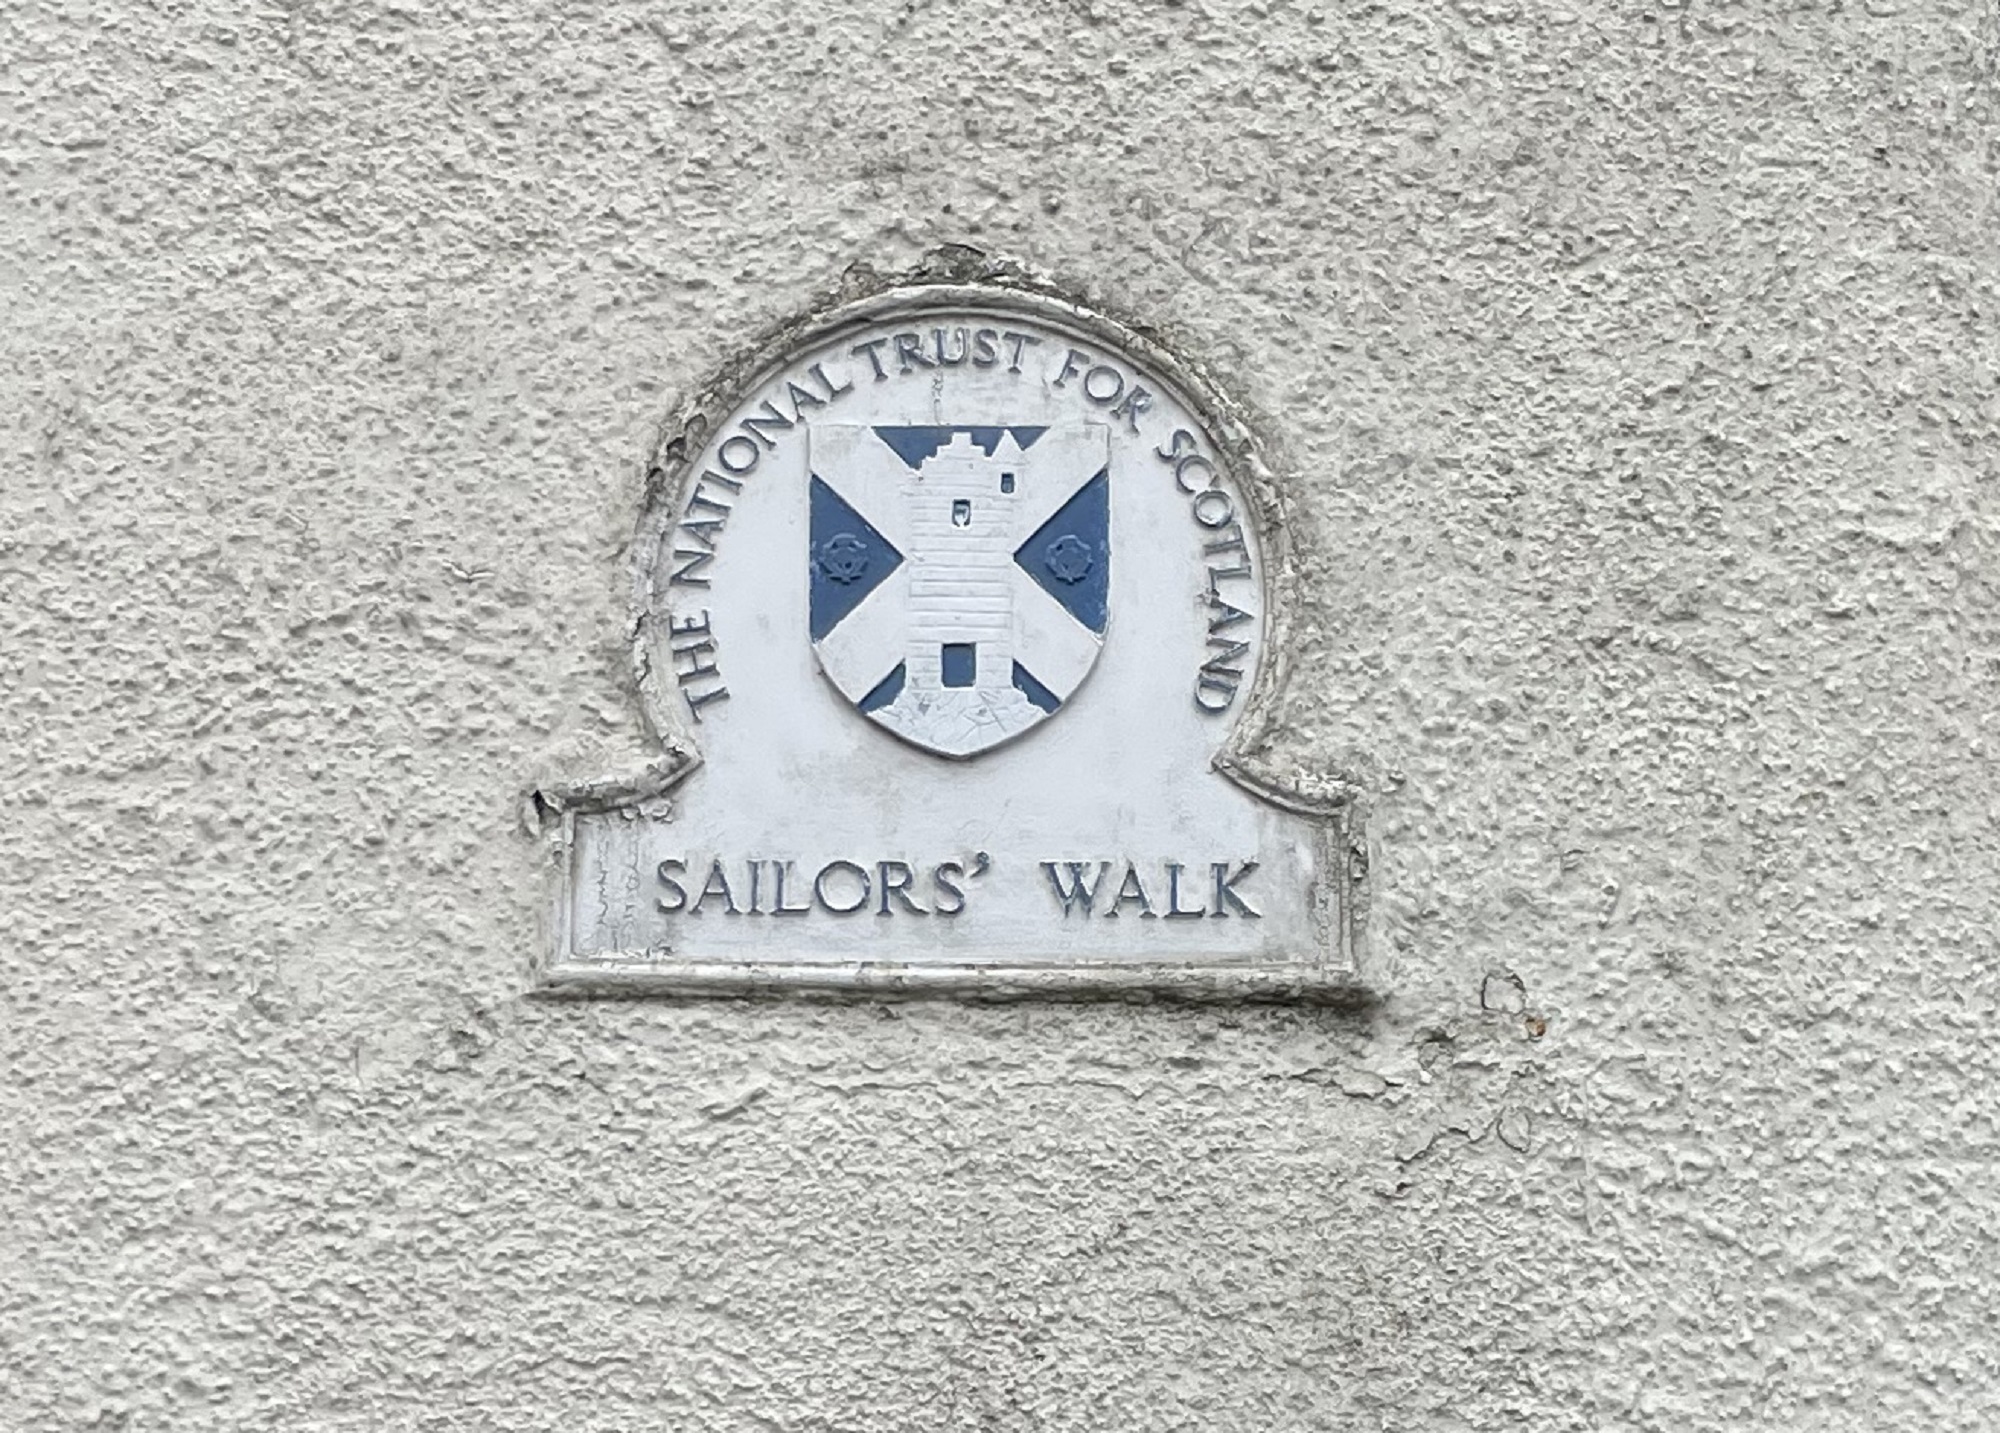 THE NATIONAL TRUST FOR SCOTLAND
SAILORS' WALK